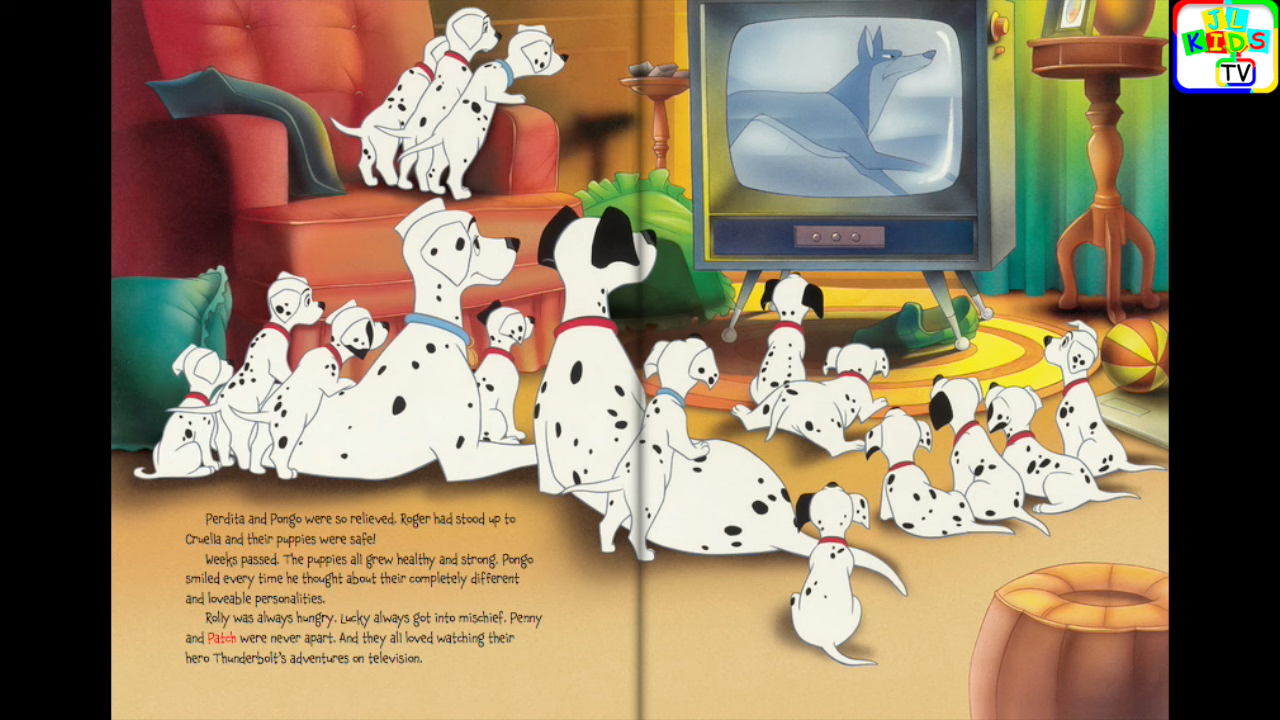 JL
KIDS
TV
Perdita and Pongo were so relieved. Roger had stood up to
Cruella and their puppies were safe!
Weeks passed. The puppies all grew healthy and strong. Pongo
smiled every time he thought about their completely different
and loveable personalities.
Rolly was always hungry. Lucky always got into mischief. Penny
and Patch were never apart. And they all loved watching their
hero Thunderbolt's adventures on television.